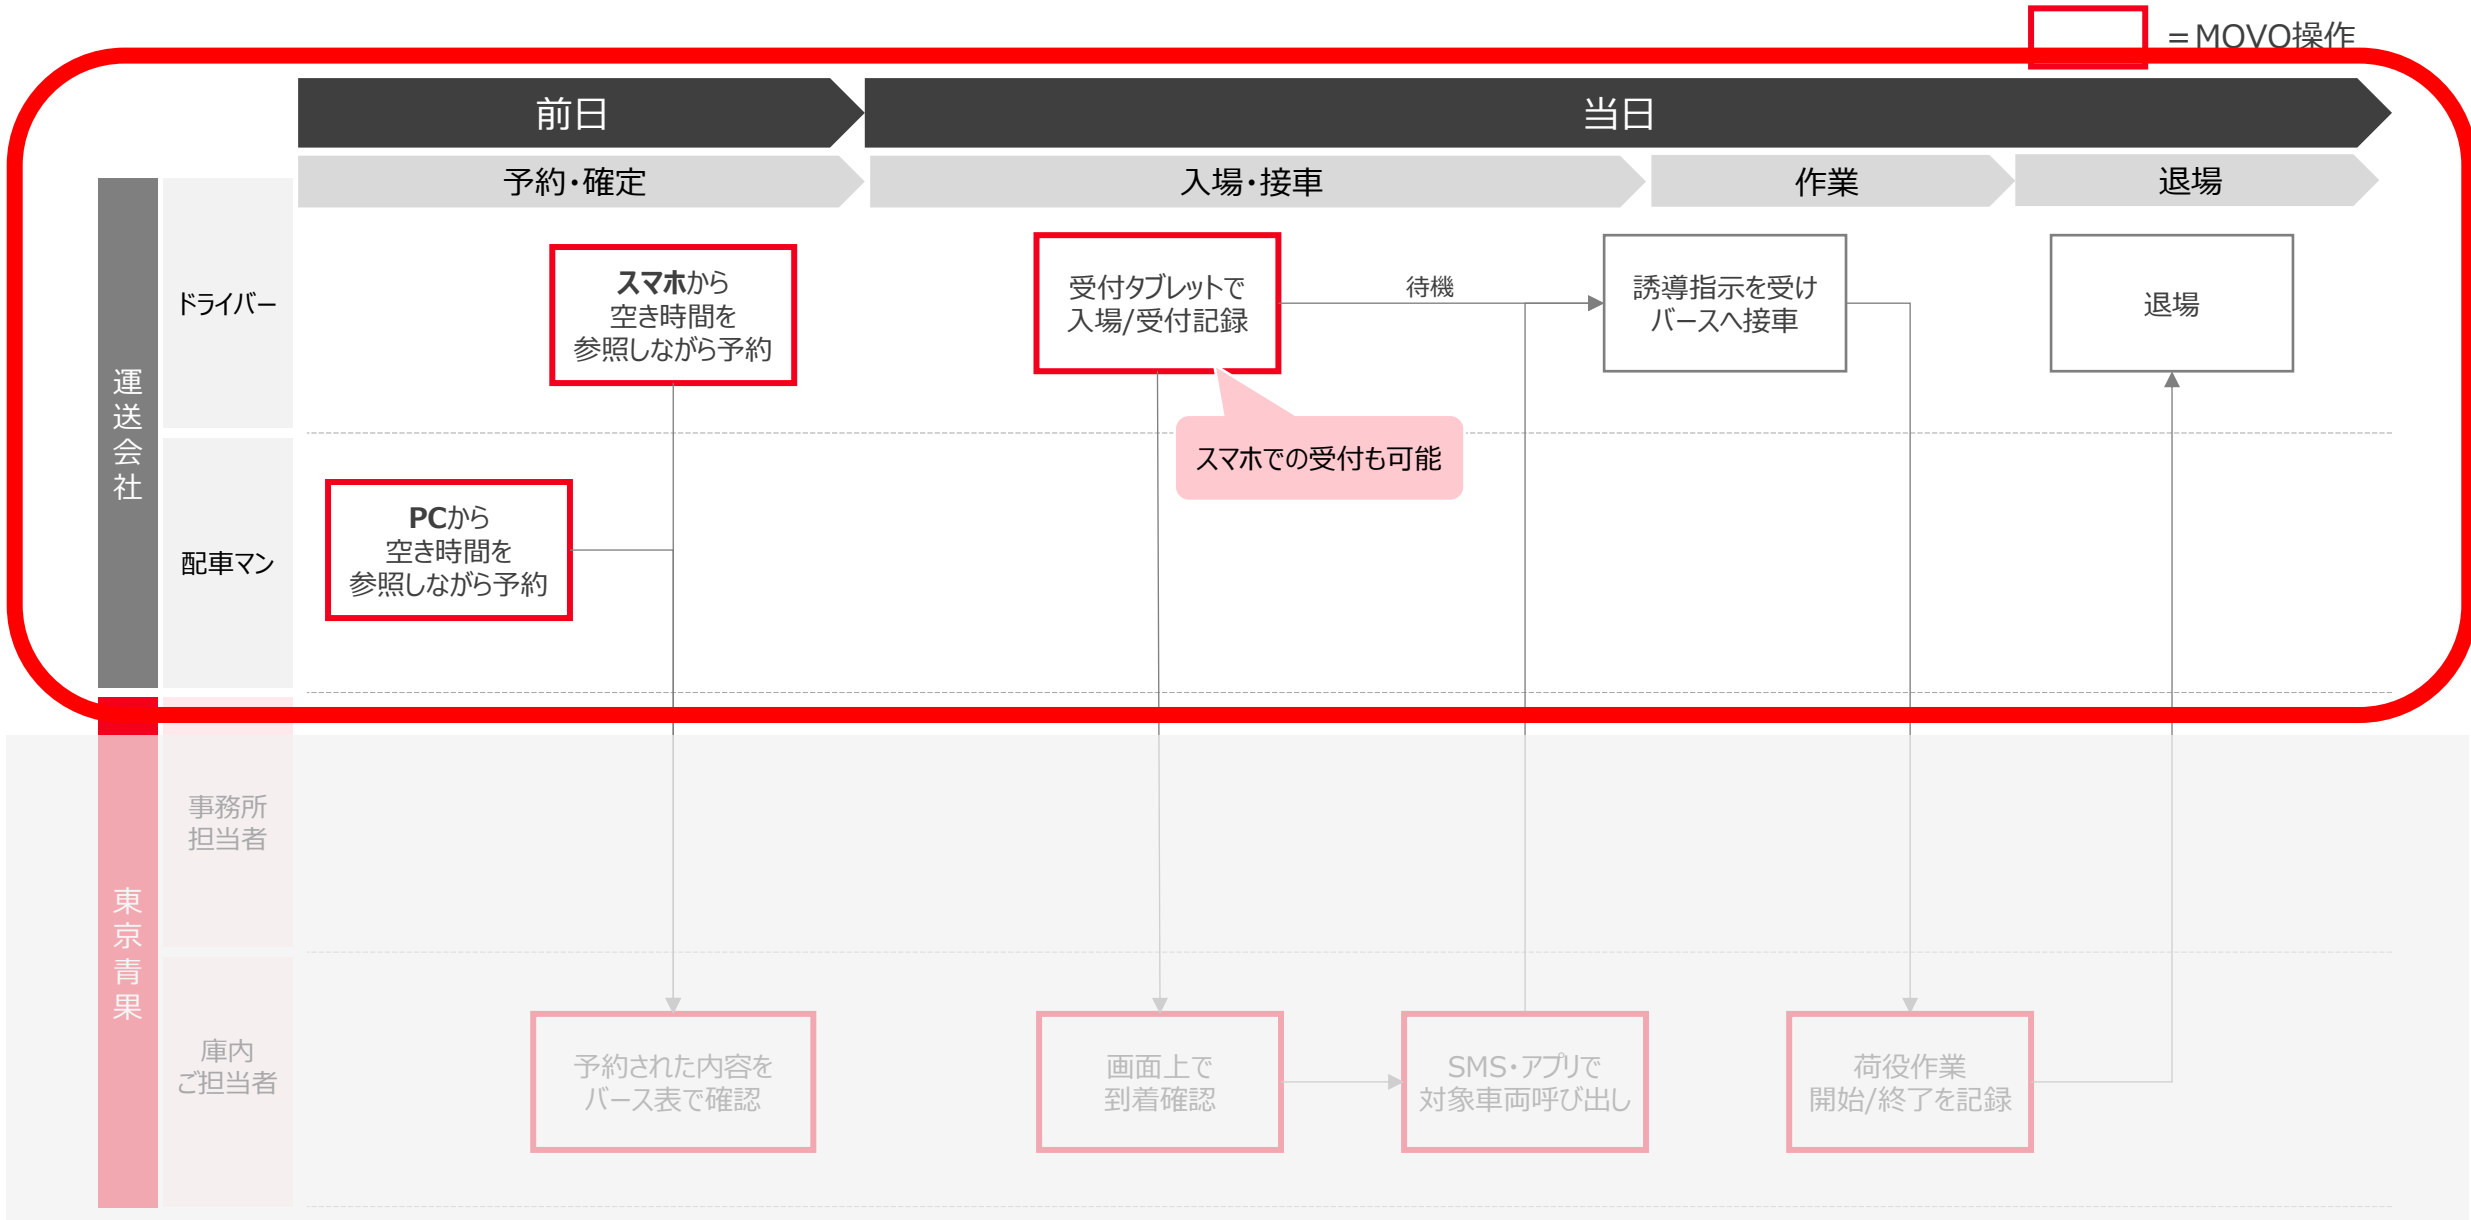 ＝MOVO操作
前日
当日
予約・確定
入場・接車
作業
退場
運送会社
ドライバー
スマホから
空き時間を
参照しながら予約
受付タブレットで
入場/受付記録
待機
誘導指示を受け
バースへ接車
退場
スマホでの受付も可能
配車マン
PCから
空き時間を
参照しながら予約
東京青果
事務所
担当者
庫内
ご担当者
予約された内容を
バース表で確認
画面上で
到着確認
SMS・アプリで
対象車両呼び出し
荷役作業
開始/終了を記録